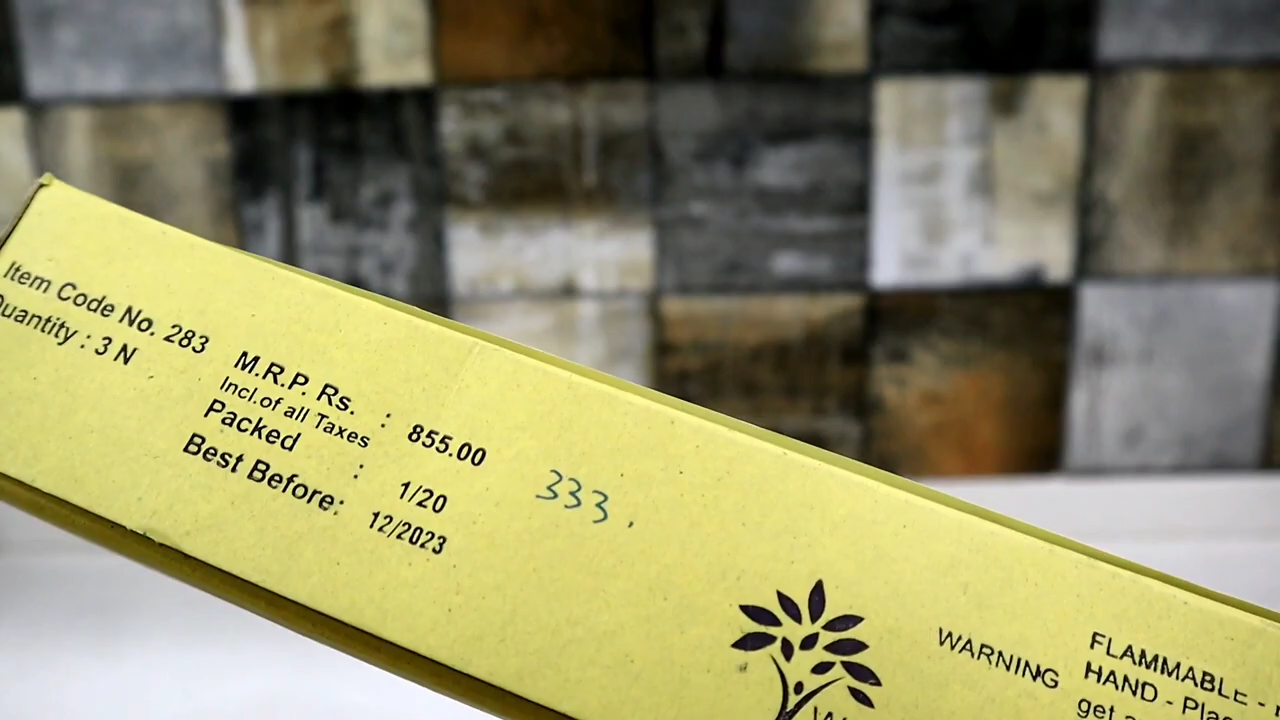 Item Code No. 283
Quantity : 3 N
M.R.P. Rs. : 855.00
Incl.of all Taxes
Packed : 1/20
Best Before: 12/2023
333.
WARNING
FLAMMABLE -
HAND -
get